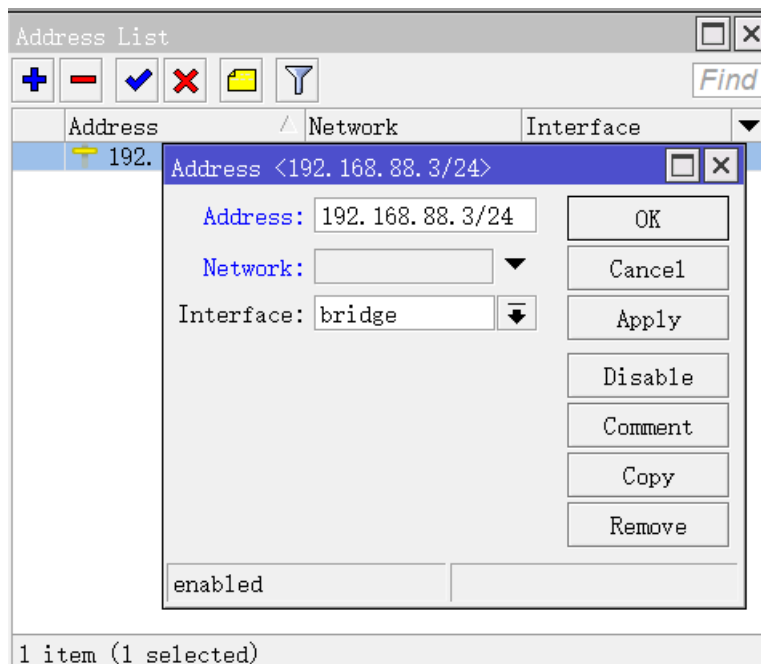 Address List
Find
Address Network Interface
192.
Address <192.168.88.3/24>
Address: 192.168.88.3/24
OK
Network:
Cancel
Interface: bridge
Apply
Disable
Comment
Copy
Remove
enabled
1 item (1 selected)